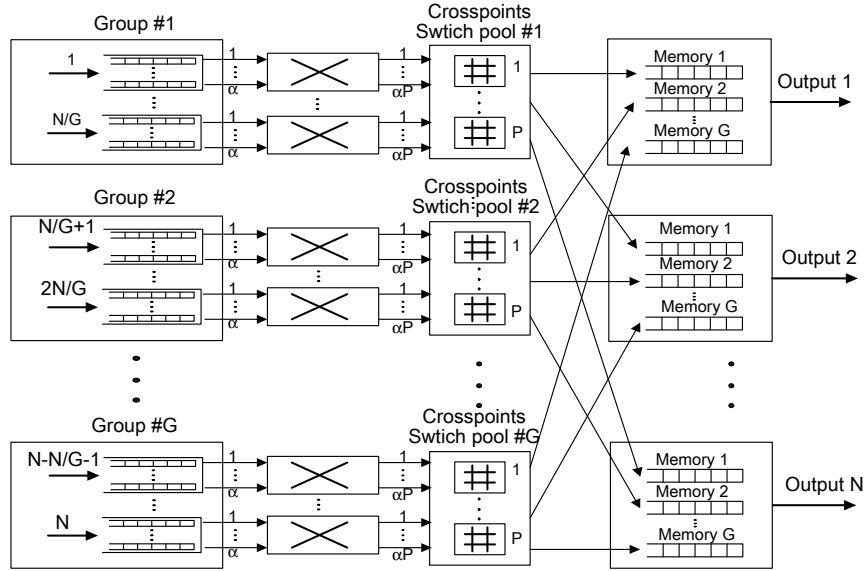 Group #1
1
N/G
1
α
1
α
1
αP
1
αP
Crosspoints
Swtich pool #1
1
P
Memory 1
Memory 2
Memory G
Output 1
Group #2
N/G+1
2N/G
1
α
1
α
1
αP
1
αP
Crosspoints
Swtich pool #2
1
P
Memory 1
Memory 2
Memory G
Output 2
Group #G
N-N/G-1
N
1
α
1
α
1
αP
1
αP
Crosspoints
Swtich pool #G
1
P
Memory 1
Memory 2
Memory G
Output N